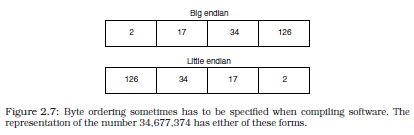 Big endian
2 17 34 126
Little endian
126 34 17 2
Figure 2.7: Byte ordering sometimes has to be specified when compiling software. The
representation of the number 34,677,374 has either of these forms.